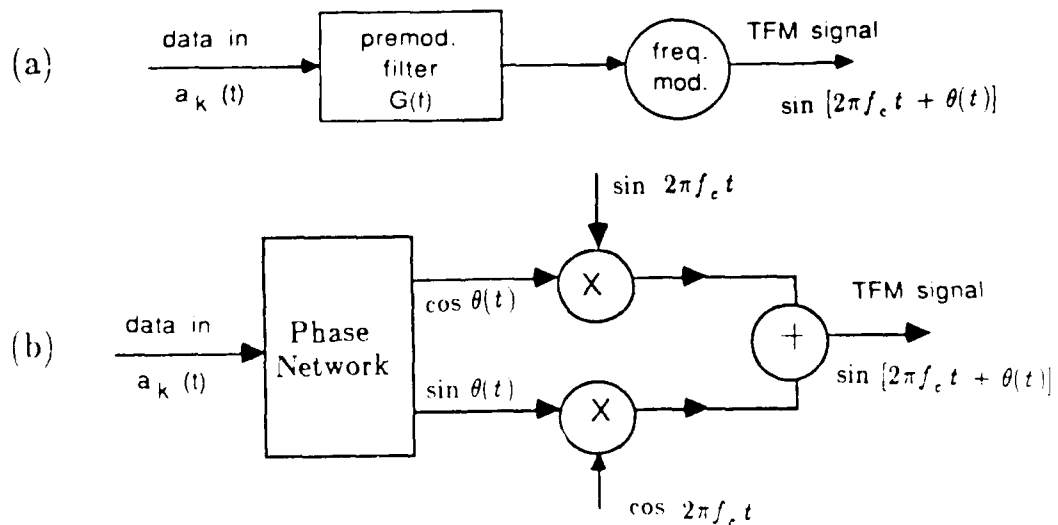 (a)
data in
a_k (t)
premod.
filter
G(t)
freq.
mod.
TFM signal
sin [2πf_c t + θ(t)]
sin 2πf_c t
(b)
data in
a_k (t)
Phase
Network
cos θ(t)
sin θ(t)
X
X
+
TFM signal
sin [2πf_c t + θ(t)]
cos 2πf_c t